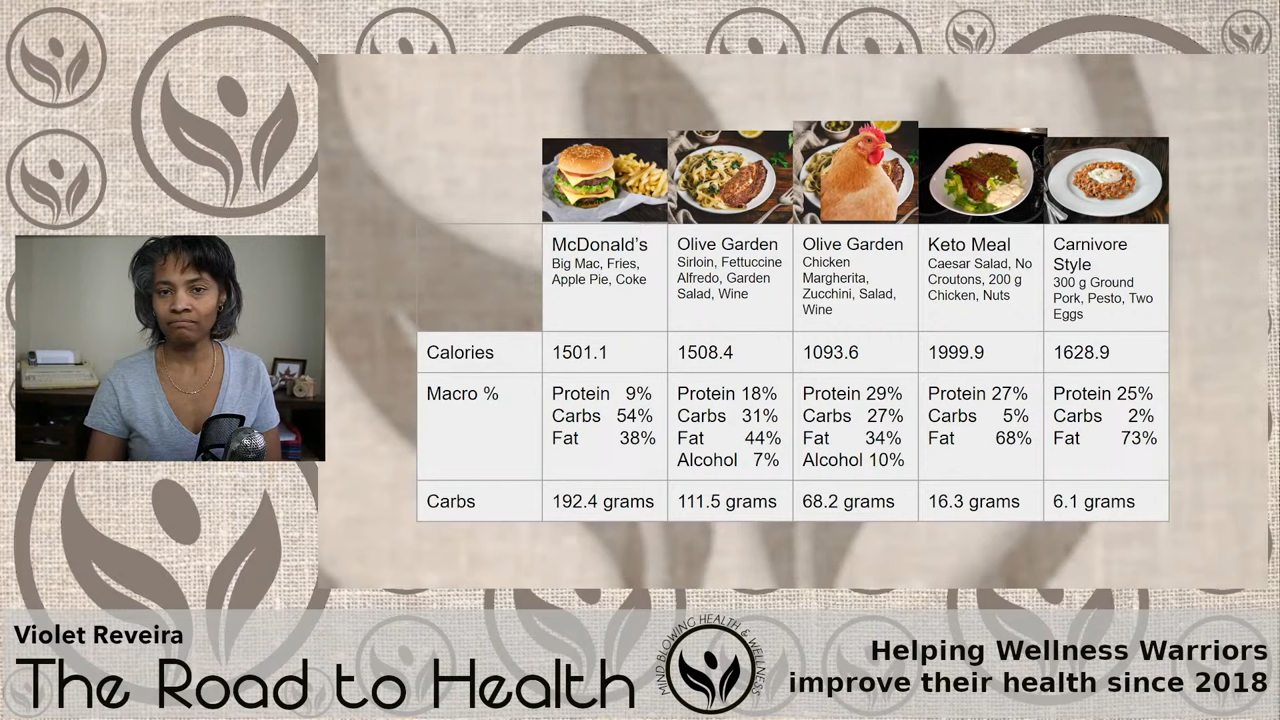 McDonald's
Big Mac, Fries,
Apple Pie, Coke
Olive Garden
Sirloin, Fettuccine
Alfredo, Garden
Salad, Wine
Olive Garden
Chicken
Margherita,
Zucchini, Salad,
Wine
Keto Meal
Caesar Salad, No
Croutons, 200 g
Chicken, Nuts
Carnivore
Style
300 g Ground
Pork, Pesto, Two
Eggs
Calories 1501.1 1508.4 1093.6 1999.9 1628.9
Macro % Protein 9% Protein 18% Protein 29% Protein 27% Protein 25%
Carbs 54% Carbs 31% Carbs 27% Carbs 5% Carbs 2%
Fat 38% Fat 44% Fat 34% Fat 68% Fat 73%
Alcohol 7% Alcohol 10%
Carbs 192.4 grams 111.5 grams 68.2 grams 16.3 grams 6.1 grams
Violet Reveira
The Road to Health
MIND BLOWING HEALTH & WELLNESS
Helping Wellness Warriors
improve their health since 2018